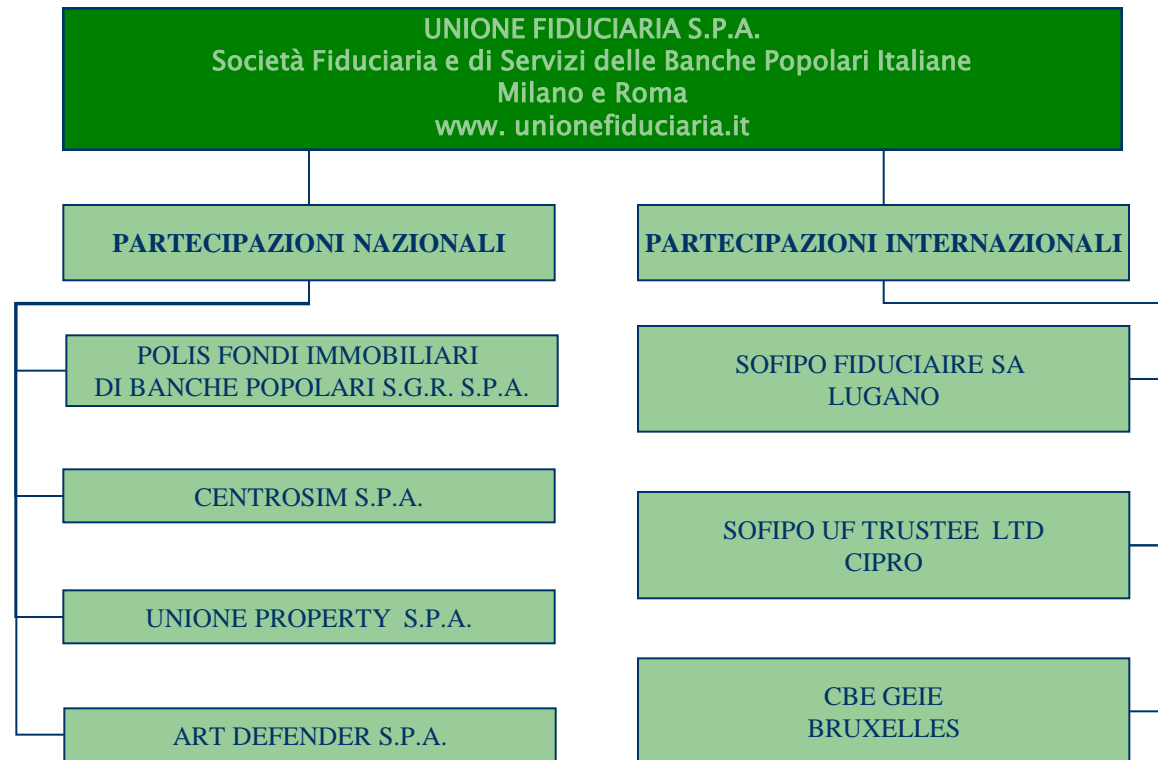 UNIONE FIDUCIARIA S.P.A.
Società Fiduciaria e di Servizi delle Banche Popolari Italiane
Milano e Roma
www. unionefiduciaria.it
PARTECIPAZIONI NAZIONALI
POLIS FONDI IMMOBILIARI
DI BANCHE POPOLARI S.G.R. S.P.A.
CENTROSIM S.P.A.
UNIONE PROPERTY S.P.A.
ART DEFENDER S.P.A.
PARTECIPAZIONI INTERNAZIONALI
SOFIPO FIDUCIAIRE SA
LUGANO
SOFIPO UF TRUSTEE LTD
CIPRO
CBE GEIE
BRUXELLES